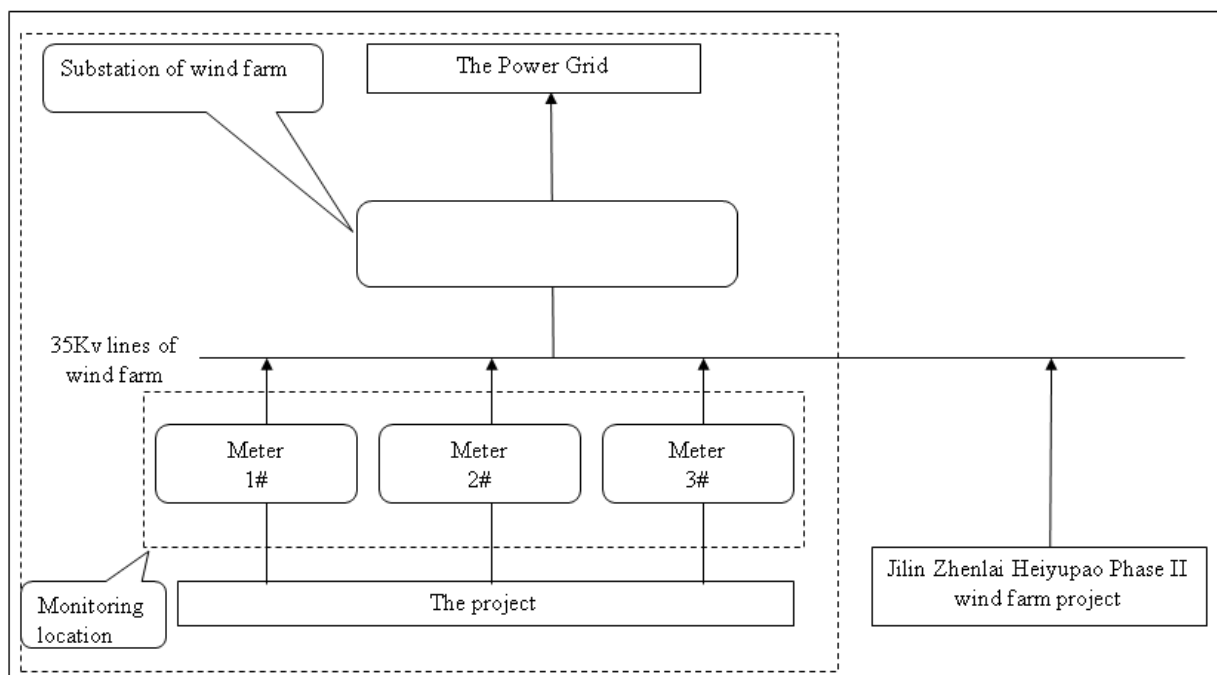 Substation of wind farm
The Power Grid
35Kv lines of
wind farm
Meter
1#
Meter
2#
Meter
3#
Monitoring
location
The project
Jilin Zhenlai Heiyupao Phase II
wind farm project